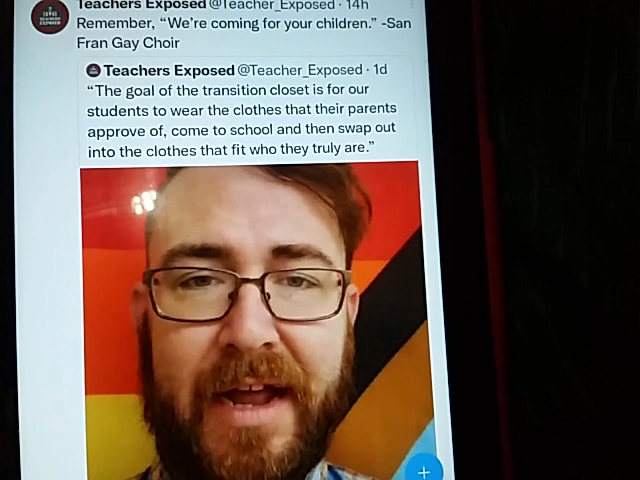 Teachers Exposed @Teacher_Exposed · 14h
Remember, “We’re coming for your children.” -San
Fran Gay Choir
Teachers Exposed @Teacher_Exposed · 1d
“The goal of the transition closet is for our
students to wear the clothes that their parents
approve of, come to school and then swap out
into the clothes that fit who they truly are.”